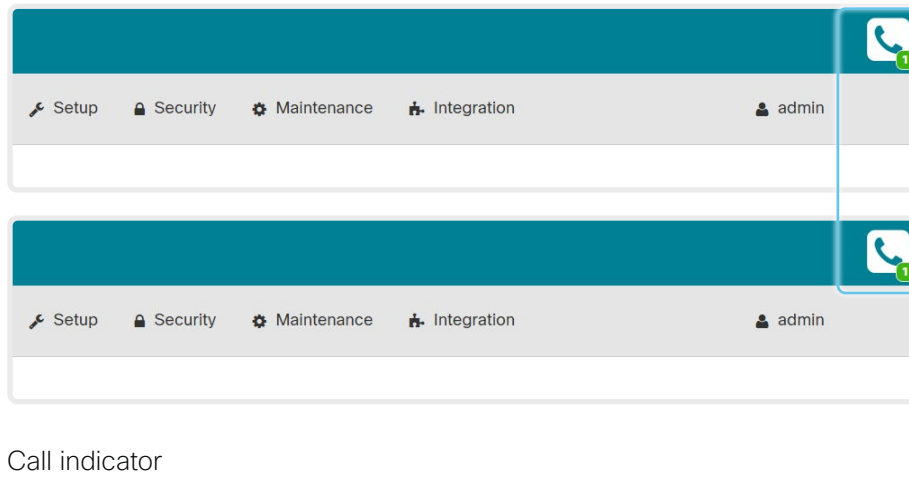 1
Setup Security Maintenance Integration admin
1
Setup Security Maintenance Integration admin
Call indicator